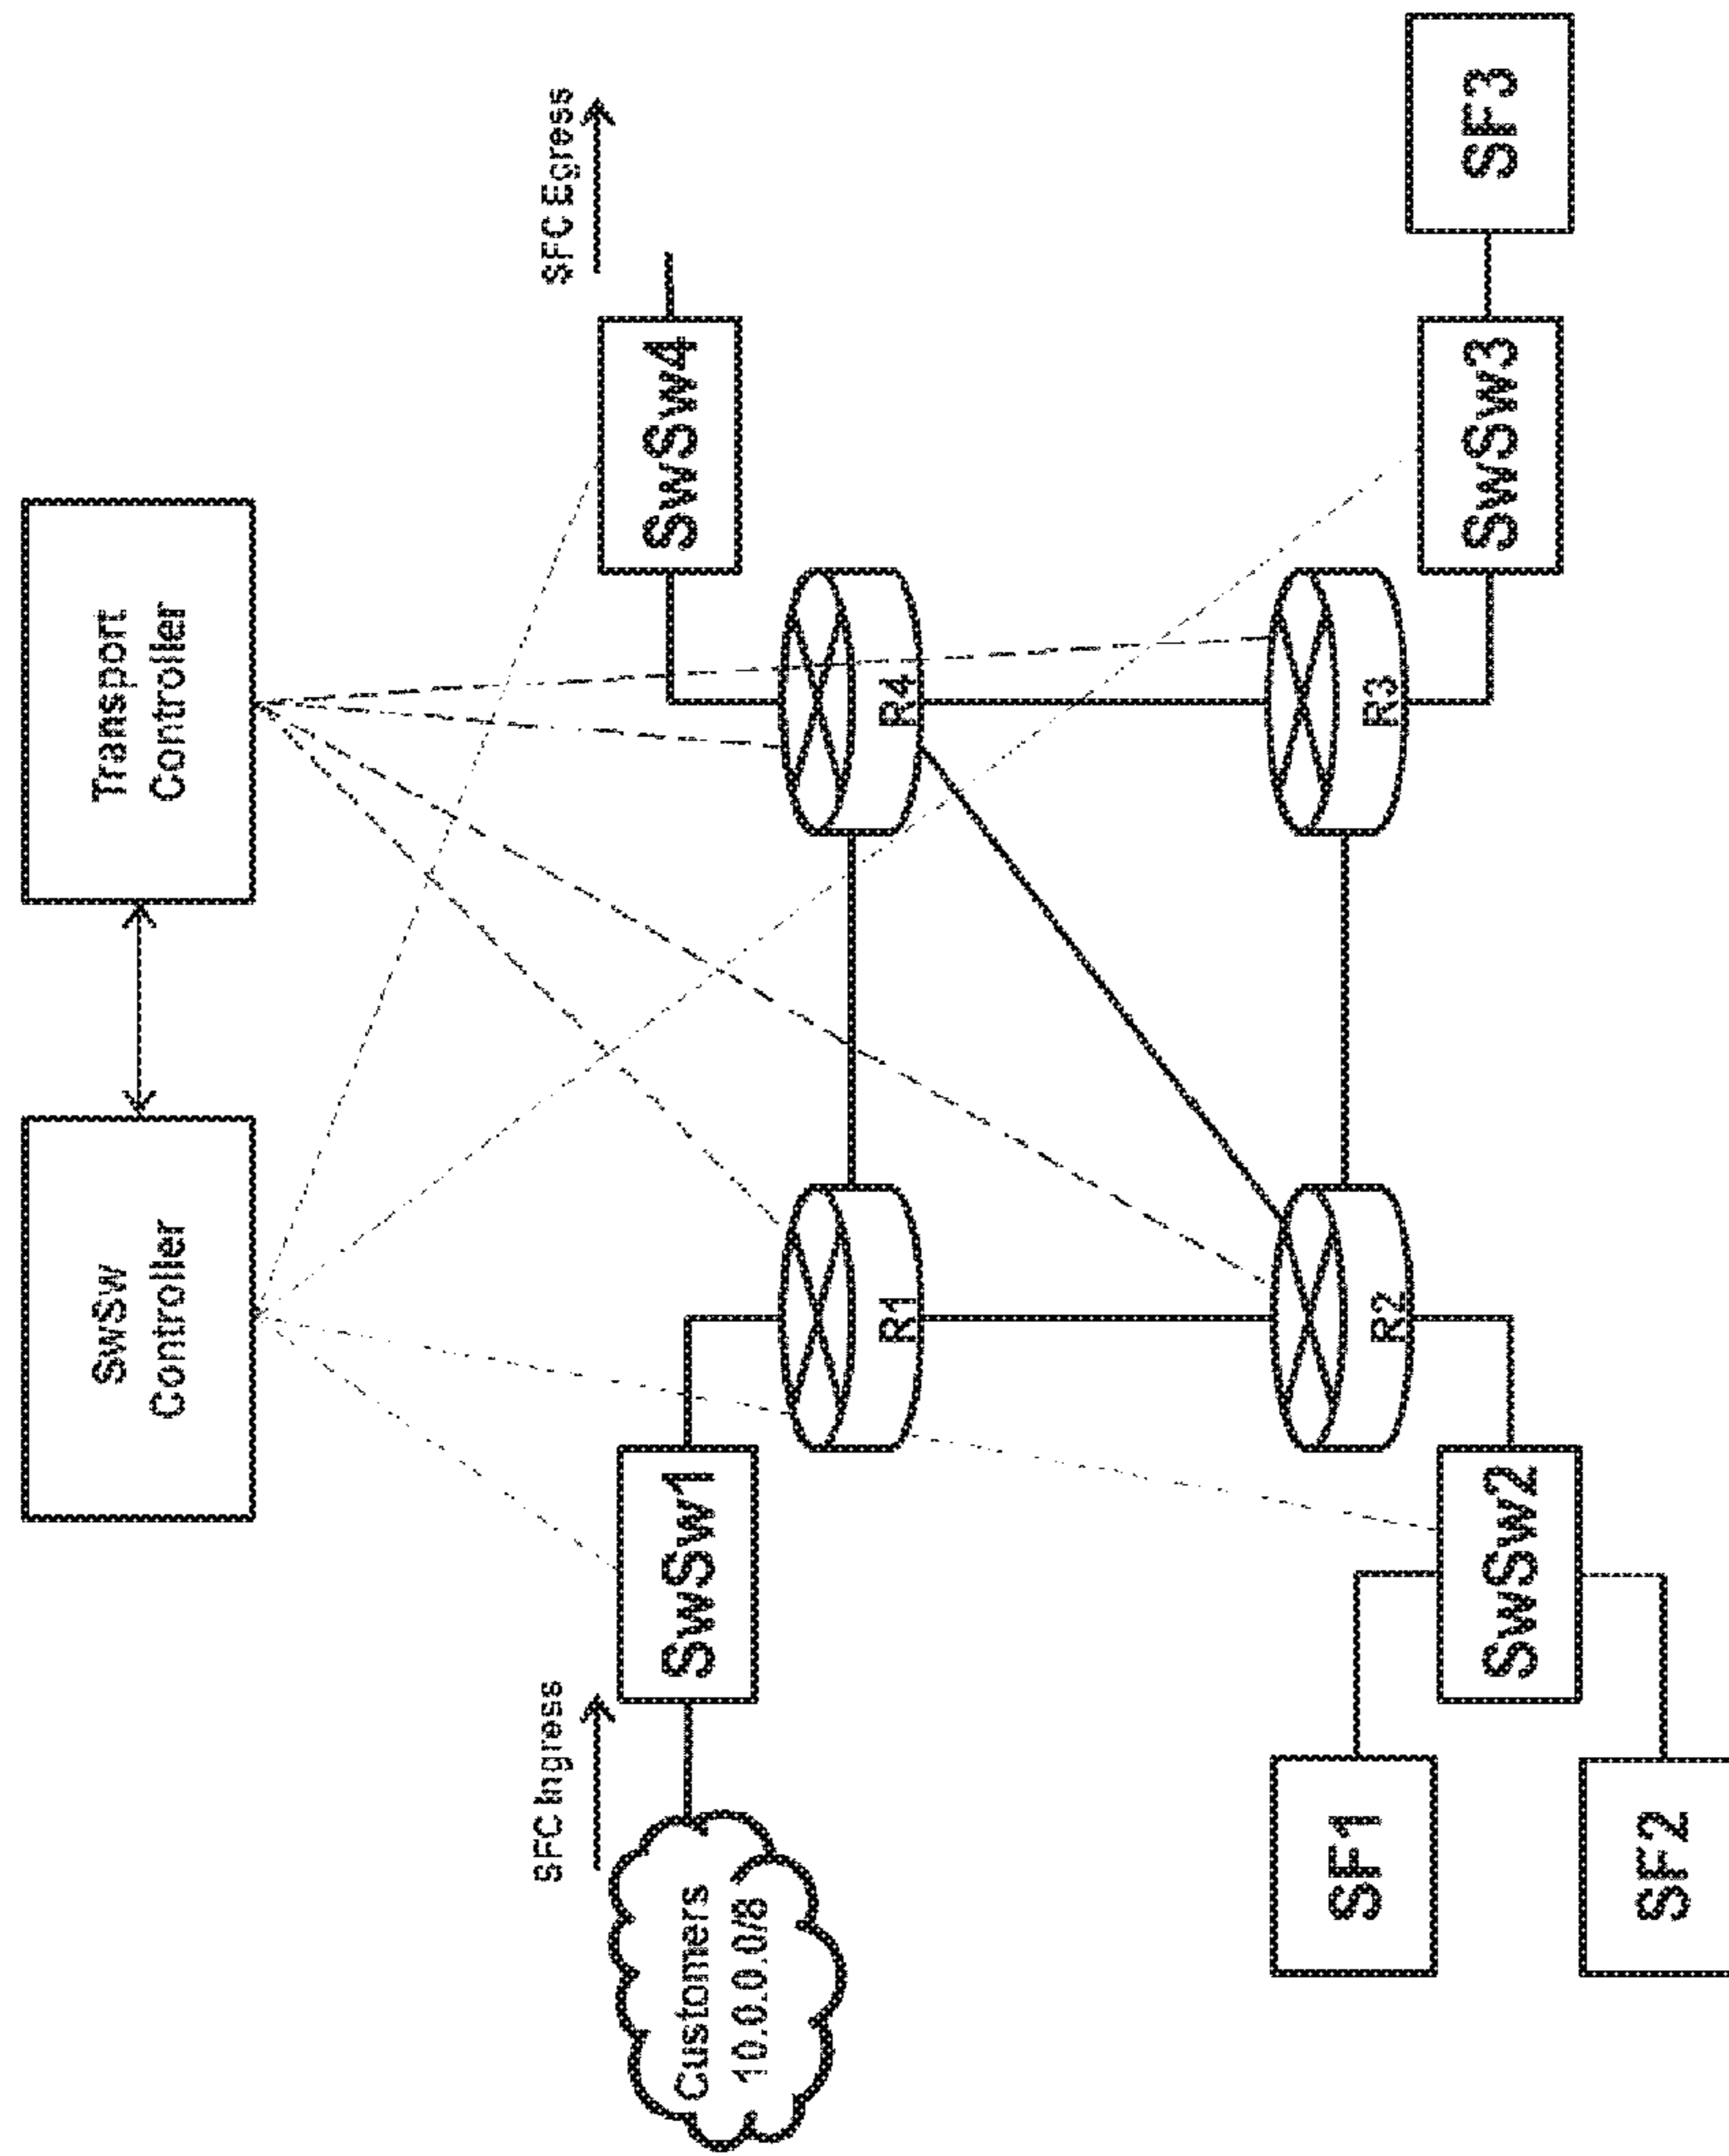 SwSw
Controller
Transport
Controller
SFC Ingress
SFC Egress
Customers
10.0.0.0/8
SwSw1
SwSw4
R1
R4
R2
R3
SF1
SwSw2
SwSw3
SF3
SF2